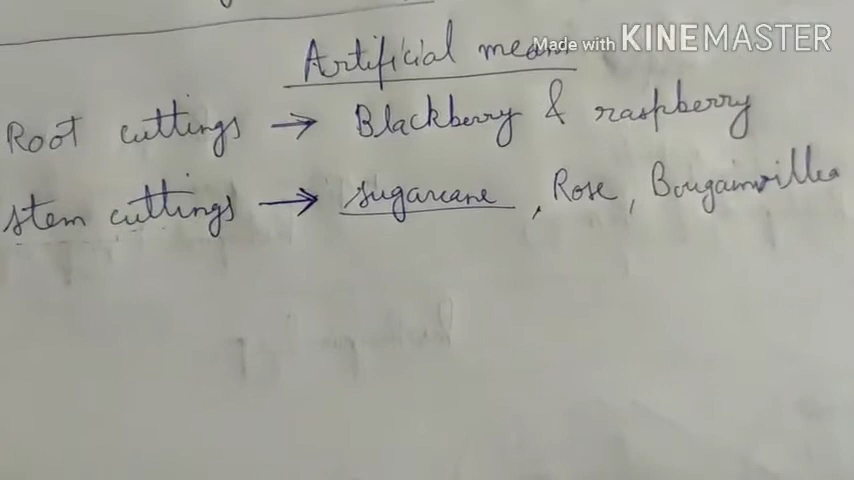 Made with KINEMASTER
Artificial means
Root cuttings → Blackberry & raspberry
stem cuttings → sugarcane, Rose, Bougainvillea